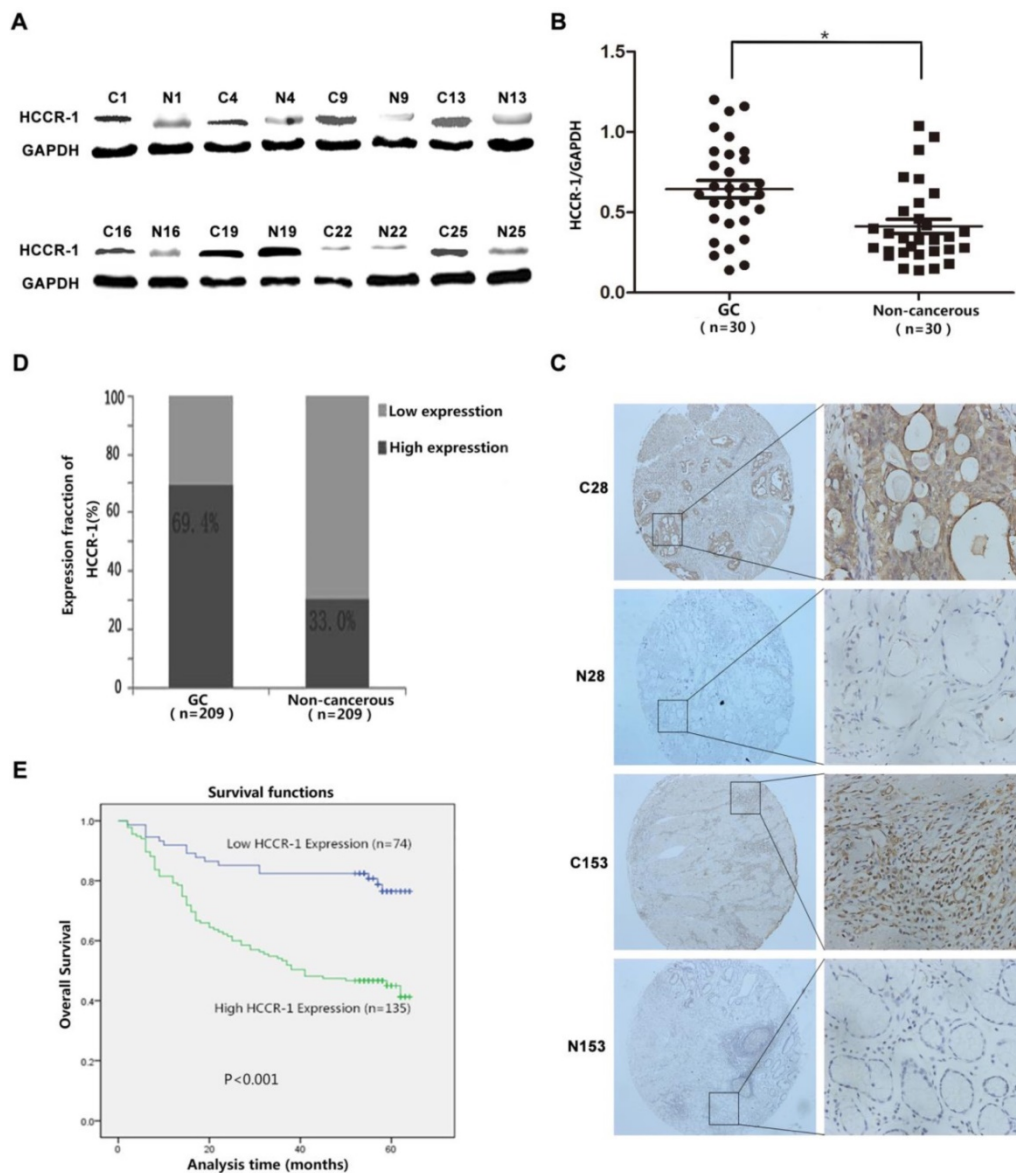 A
C1 N1 C4 N4 C9 N9 C13 N13
HCCR-1
GAPDH
C16 N16 C19 N19 C22 N22 C25 N25
HCCR-1
GAPDH
B
*
HCCR-1/GAPDH
1.5
1.0
0.5
0.0
GC
( n=30 )
Non-cancerous
( n=30 )
D
Expression fracction of
HCCR-1(%)
100
80
60
40
20
0
69.4%
33.0%
Low expresstion
High expresstion
GC
( n=209 )
Non-cancerous
( n=209 )
C
C28
N28
C153
N153
E
Survival functions
Overall Survival
1.0
0.8
0.6
0.4
0.2
0.0
Low HCCR-1 Expression (n=74)
High HCCR-1 Expression (n=135)
P<0.001
0 20 40 60
Analysis time (months)